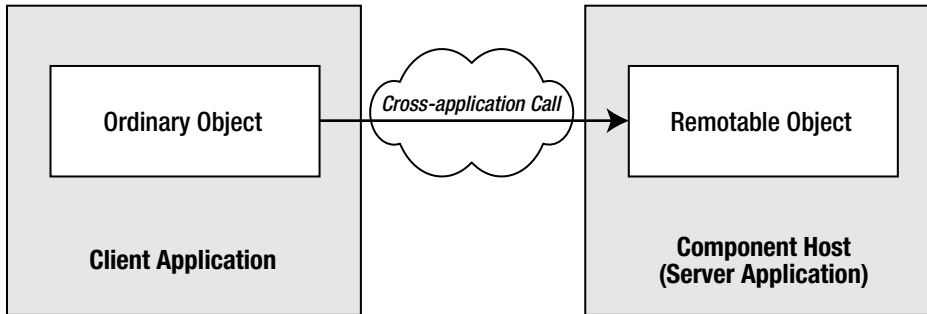 Ordinary Object
Cross-application Call
Remotable Object
Client Application
Component Host
(Server Application)